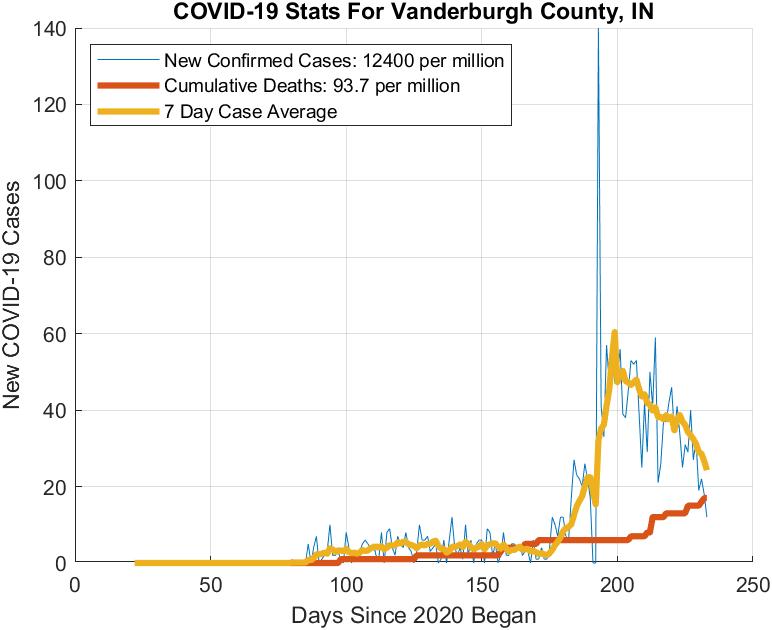 COVID-19 Stats For Vanderburgh County, IN
New Confirmed Cases: 12400 per million
Cumulative Deaths: 93.7 per million
7 Day Case Average
New COVID-19 Cases
140
120
100
80
60
40
20
0
0 50 100 150 200 250
Days Since 2020 Began